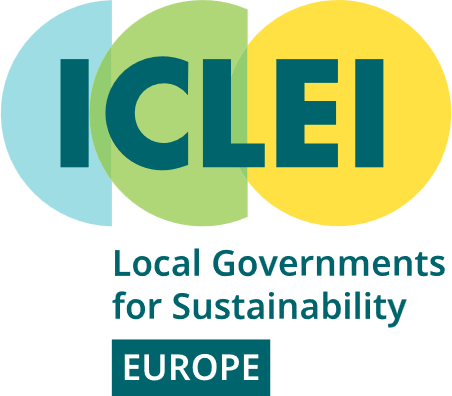 ICLEI
Local Governments
for Sustainability
EUROPE